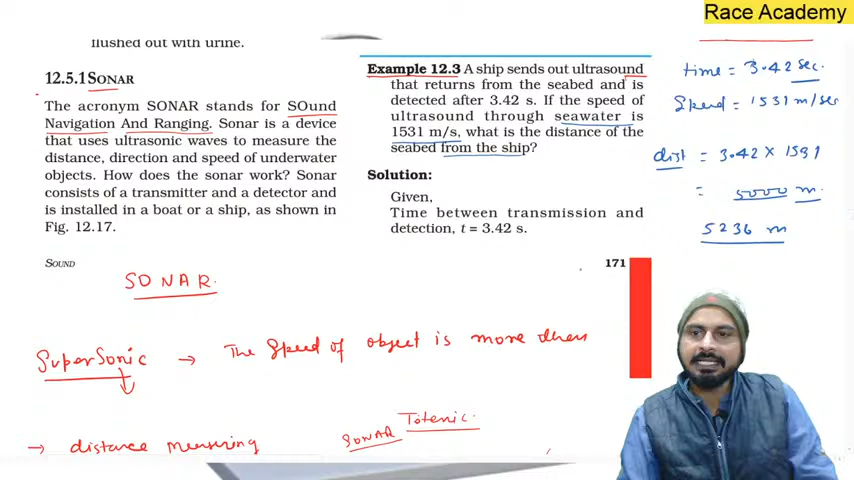 Race Academy
flushed out with urine.
12.5.1 SONAR
The acronym SONAR stands for SOund
Navigation And Ranging. Sonar is a device
that uses ultrasonic waves to measure the
distance, direction and speed of underwater
objects. How does the sonar work? Sonar
consists of a transmitter and a detector and
is installed in a boat or a ship, as shown in
Fig. 12.17.
SOUND
Example 12.3 A ship sends out ultrasound
that returns from the seabed and is
detected after 3.42 s. If the speed of
ultrasound through seawater is
1531 m/s, what is the distance of the
seabed from the ship?
Solution:
Given,
Time between transmission and
detection, t = 3.42 s.
171
time = 3.42 sec.
Speed = 1531 m/sec
dist = 3.42 × 1531
= 5000 m.
5236 m
SONAR.
SuperSonic → The Speed of object is more then
→ distance measuring
SONAR Totenic.